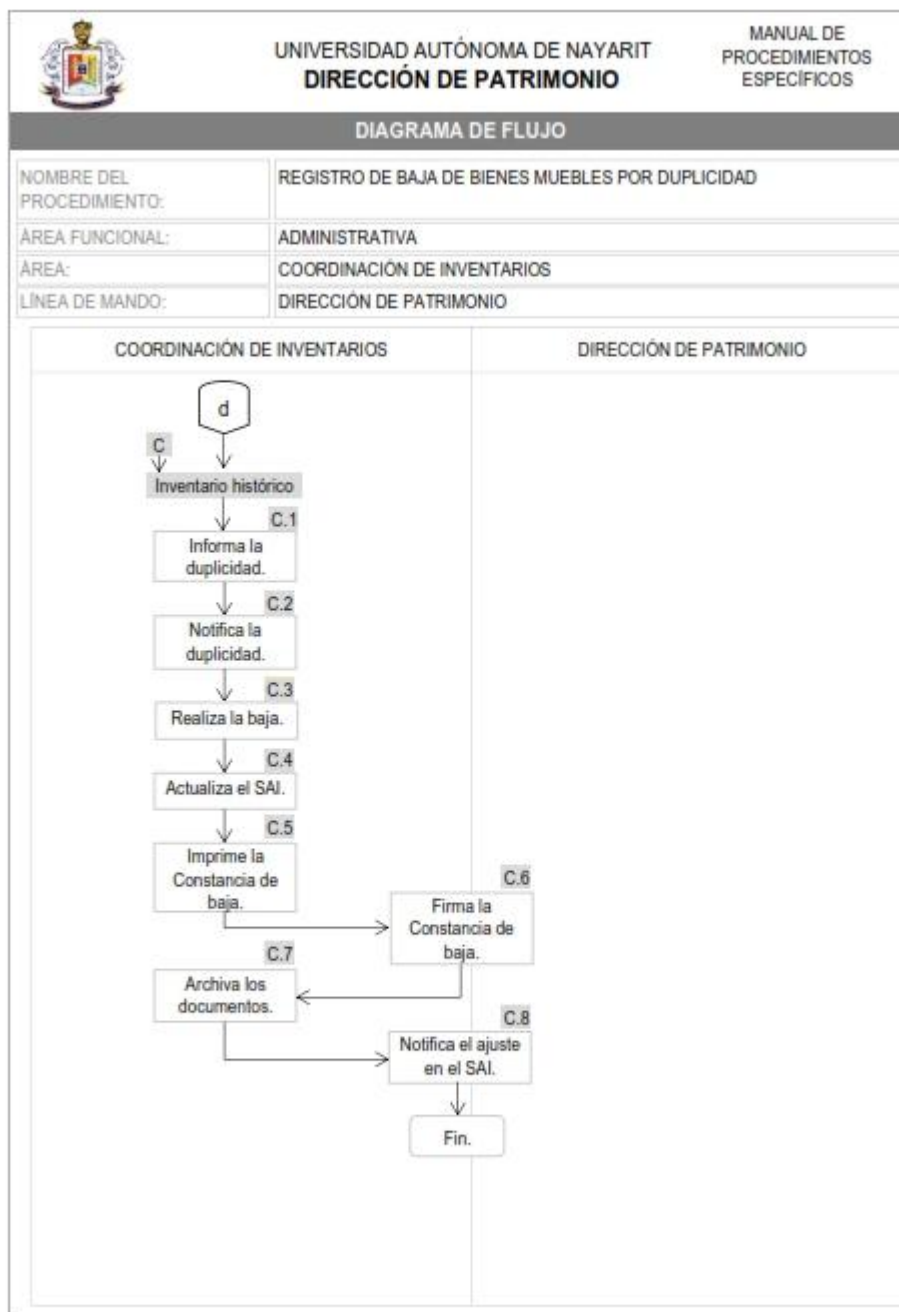 UNIVERSIDAD AUTÓNOMA DE NAYARIT
DIRECCIÓN DE PATRIMONIO
MANUAL DE
PROCEDIMIENTOS
ESPECÍFICOS
DIAGRAMA DE FLUJO
NOMBRE DEL
PROCEDIMIENTO:
REGISTRO DE BAJA DE BIENES MUEBLES POR DUPLICIDAD
ÁREA FUNCIONAL:
ADMINISTRATIVA
ÁREA:
COORDINACIÓN DE INVENTARIOS
LÍNEA DE MANDO:
DIRECCIÓN DE PATRIMONIO
COORDINACIÓN DE INVENTARIOS
DIRECCIÓN DE PATRIMONIO
d
C
Inventario histórico
C.1
Informa la
duplicidad.
C.2
Notifica la
duplicidad.
C.3
Realiza la baja.
C.4
Actualiza el SAI.
C.5
Imprime la
Constancia de
baja.
C.6
Firma la
Constancia de
baja.
C.7
Archiva los
documentos.
C.8
Notifica el ajuste
en el SAI.
Fin.